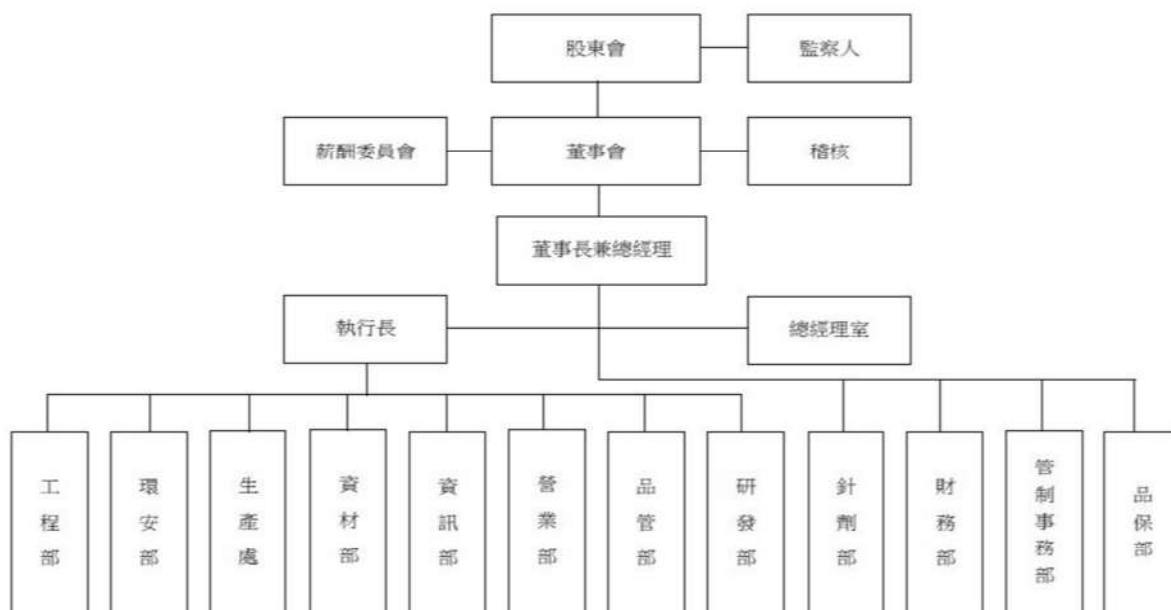 股東會
監察人
薪酬委員會
董事會
稽核
董事長兼總經理
執行長
總經理室
工程部
環安部
生產處
資材部
資訊部
營業部
品管部
研發部
針劑部
財務部
管制事務部
品保部